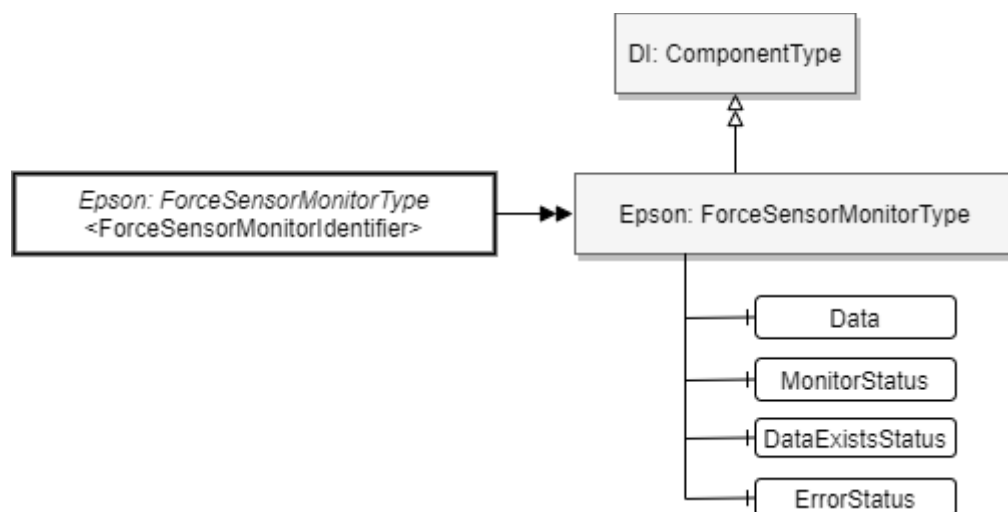 DI: ComponentType
Epson: ForceSensorMonitorType
<ForceSensorMonitorIdentifier>
Epson: ForceSensorMonitorType
Data
MonitorStatus
DataExistsStatus
ErrorStatus